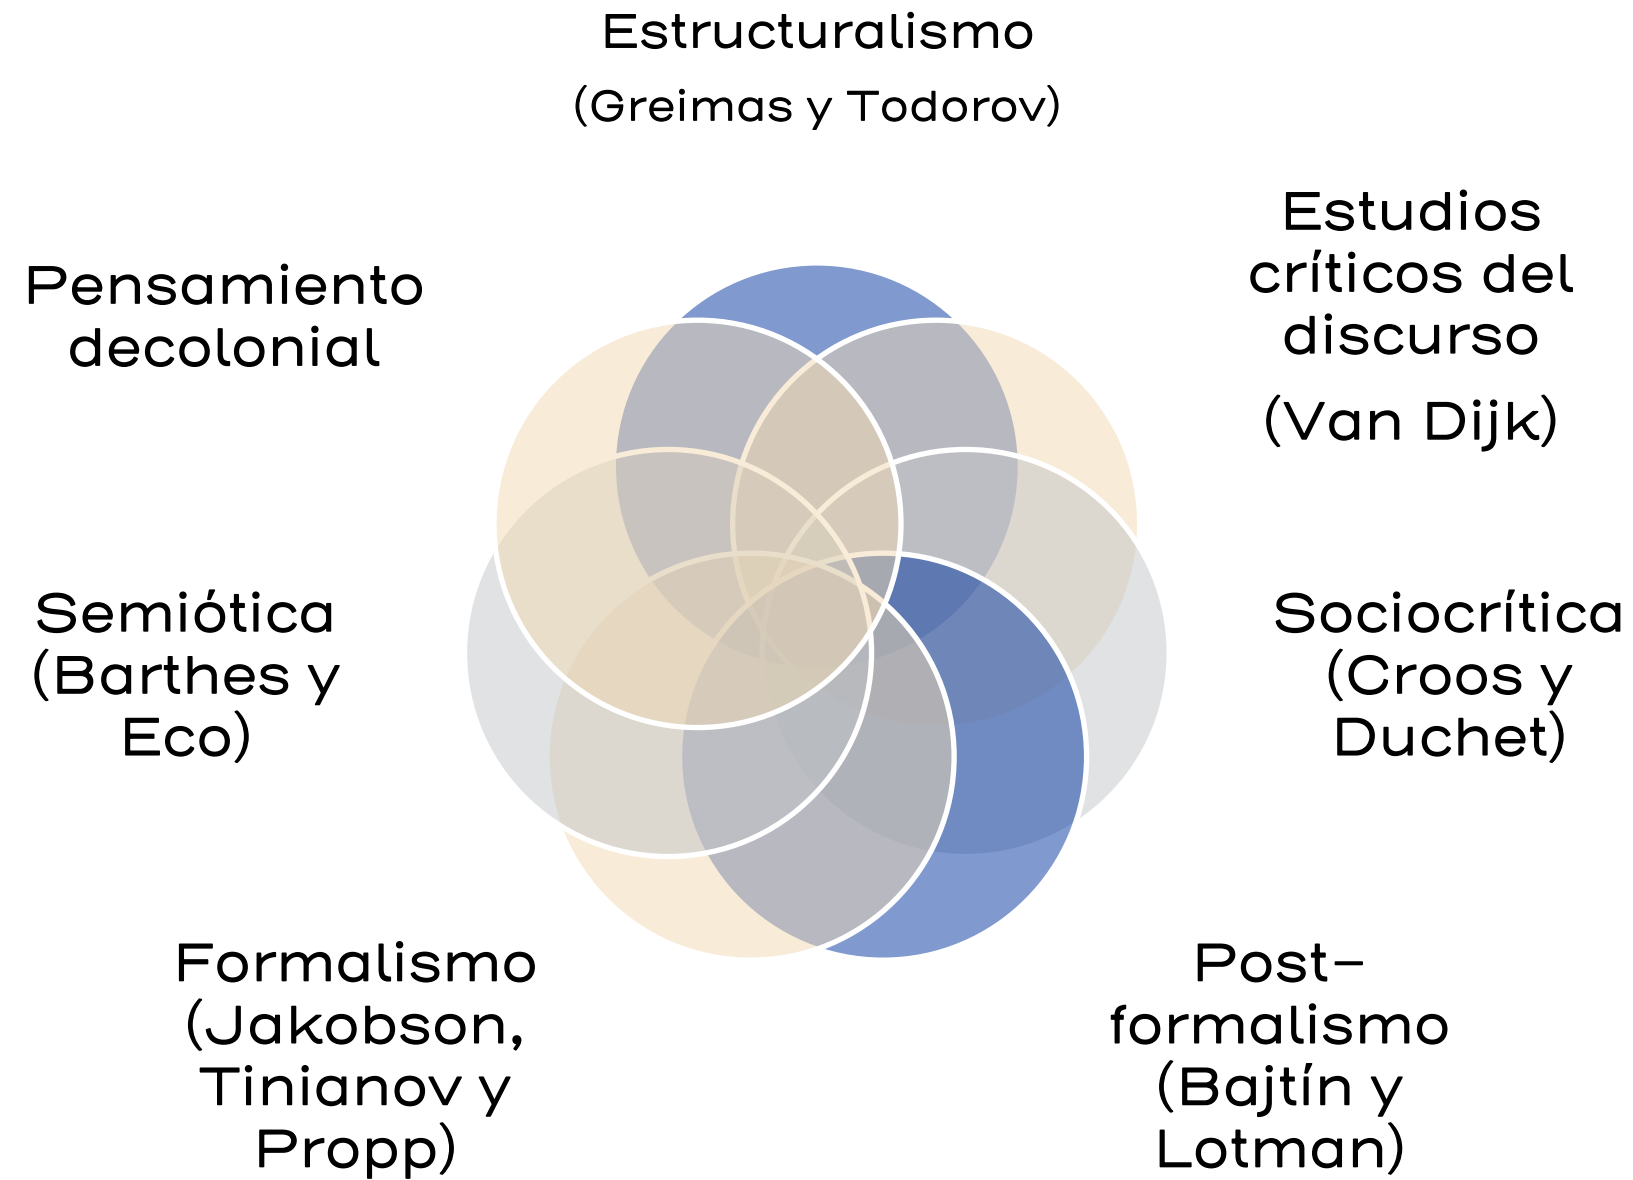 Estructuralismo
(Greimas y Todorov)
Estudios
críticos del
discurso
(Van Dijk)
Sociocrítica
(Croos y
Duchet)
Post-
formalismo
(Bajtín y
Lotman)
Formalismo
(Jakobson,
Tinianov y
Propp)
Semiótica
(Barthes y
Eco)
Pensamiento
decolonial